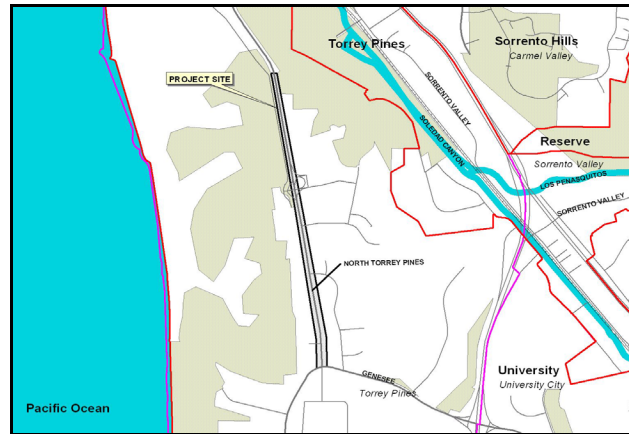 Torrey Pines
Sorrento Hills
Carmel Valley
PROJECT SITE
SORRENTO VALLEY
SOLEDAD CANYON
Reserve
Sorrento Valley
LOS PENASQUITOS
SORRENTO VALLEY
NORTH TORREY PINES
GENESEE
Torrey Pines
University
University City
Pacific Ocean